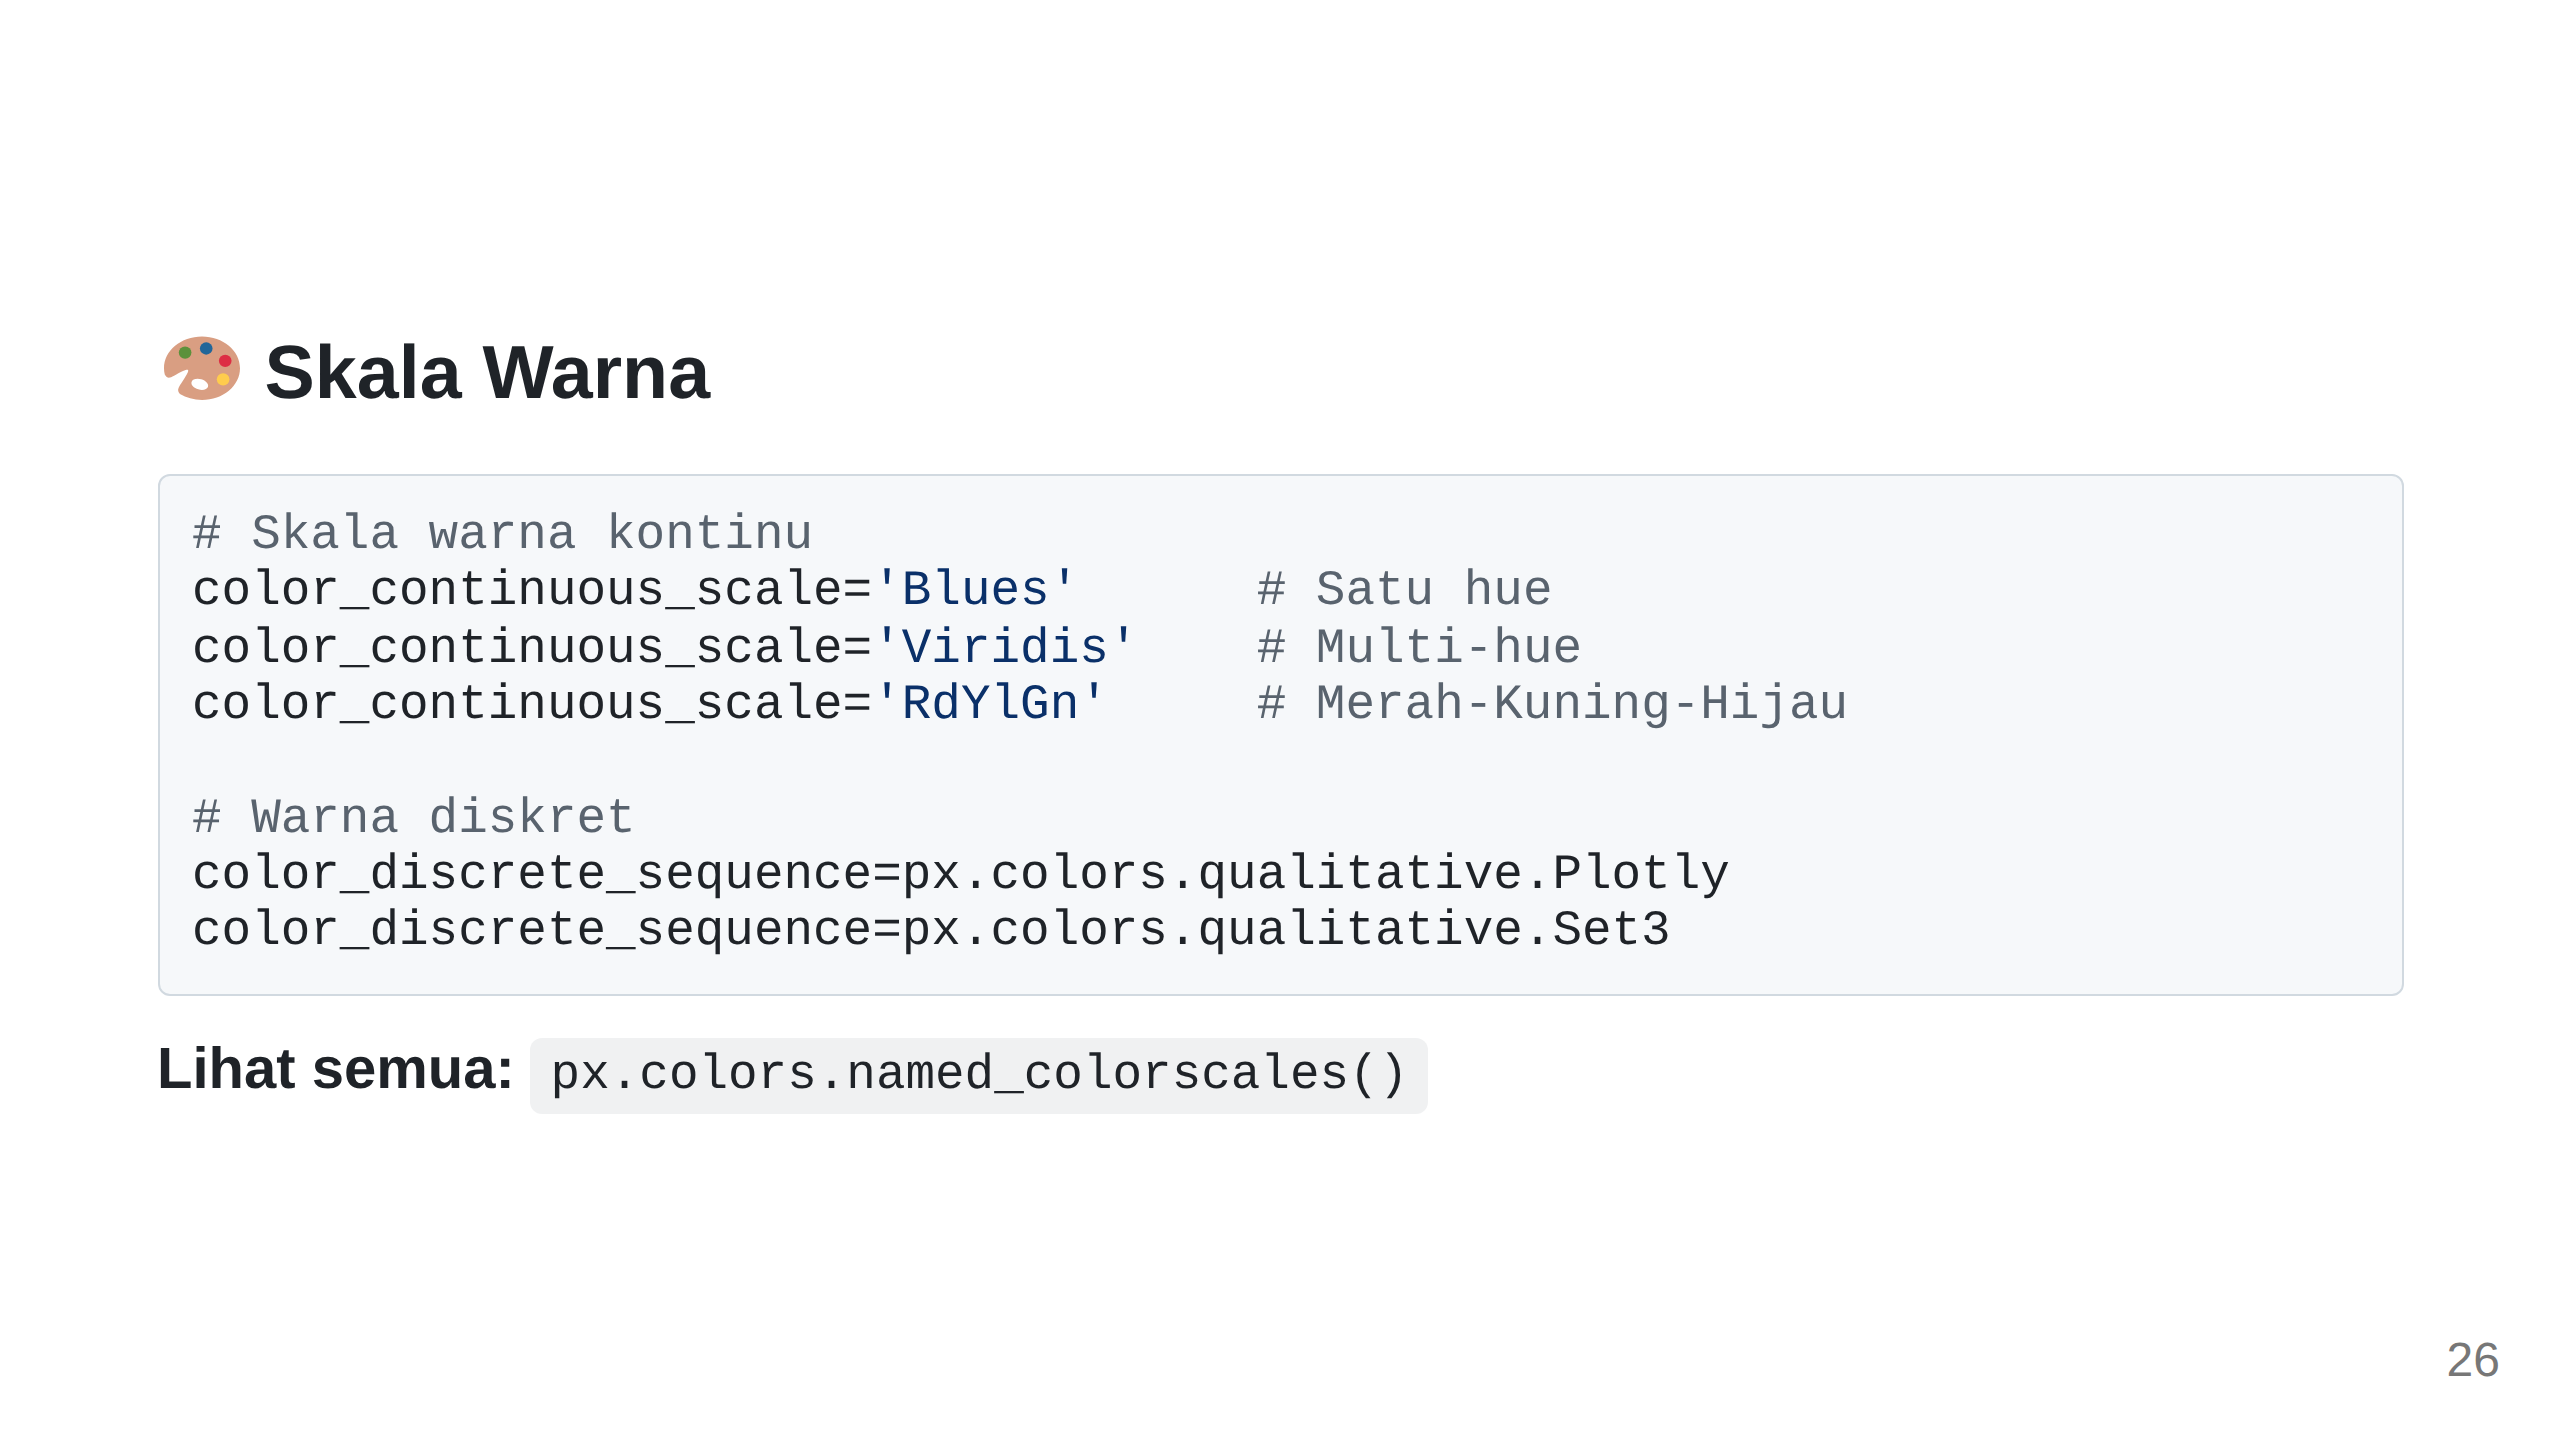 🎨 Skala Warna
# Skala warna kontinu
color_continuous_scale='Blues'      # Satu hue
color_continuous_scale='Viridis'    # Multi-hue
color_continuous_scale='RdYlGn'     # Merah-Kuning-Hijau

# Warna diskret
color_discrete_sequence=px.colors.qualitative.Plotly
color_discrete_sequence=px.colors.qualitative.Set3
Lihat semua: px.colors.named_colorscales()
26